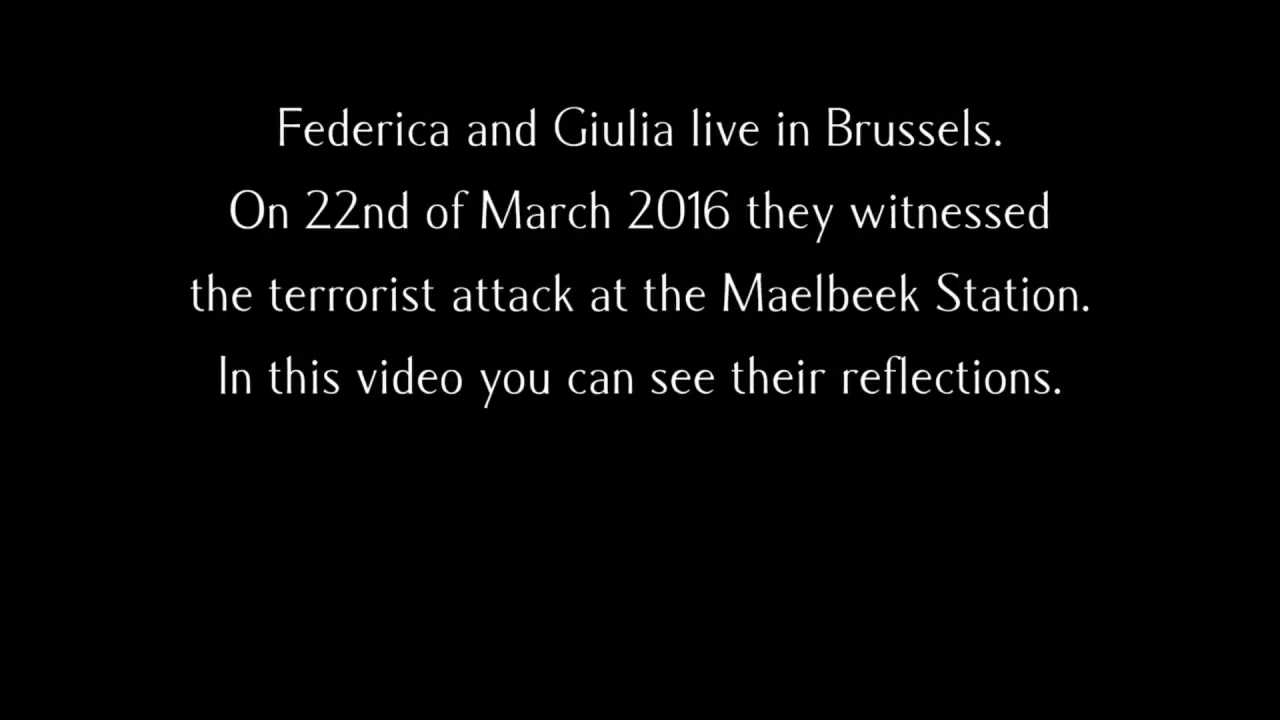 Federica and Giulia live in Brussels.
On 22nd of March 2016 they witnessed
the terrorist attack at the Maelbeek Station.
In this video you can see their reflections.